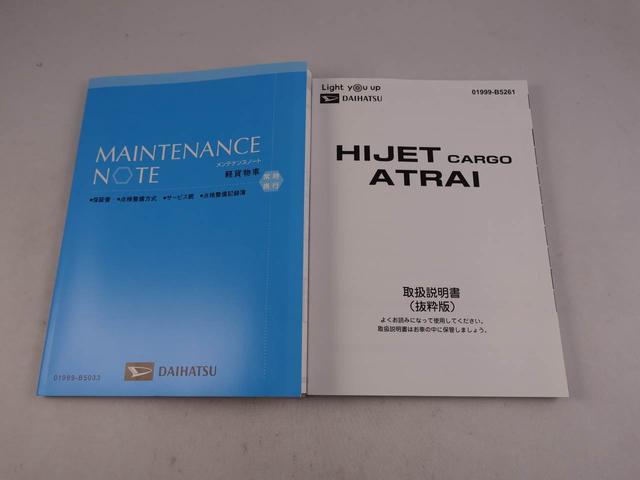 MAINTENANCE
NOTE
メンテナンスノート
軽貨物車
常時
携行
●保証書 ●点検整備方式 ●サービス網 ●点検整備記録簿
DAIHATSU
01999-B5033
Light you up
DAIHATSU
01999-B5261
HIJET CARGO
ATRAI
取扱説明書
(抜粋版)
よくお読みになって使用してください。
取扱説明書はお車の中に保管しましょう。